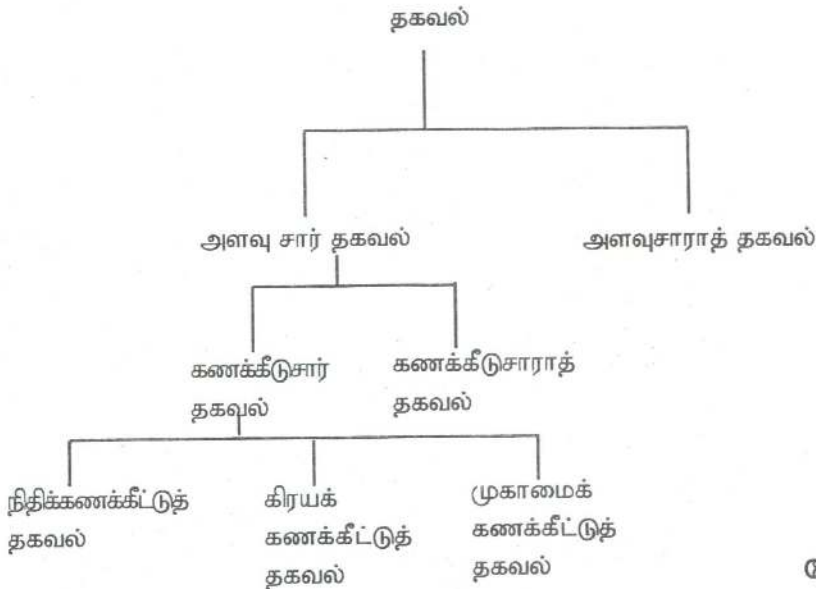 தகவல்
அளவு சார் தகவல்
அளவுசாராத் தகவல்
கணக்கீடுசார்
தகவல்
கணக்கீடுசாராத்
தகவல்
நிதிக்கணக்கீட்டுத்
தகவல்
கிரயக்
கணக்கீட்டுத்
தகவல்
முகாமைக்
கணக்கீட்டுத்
தகவல்